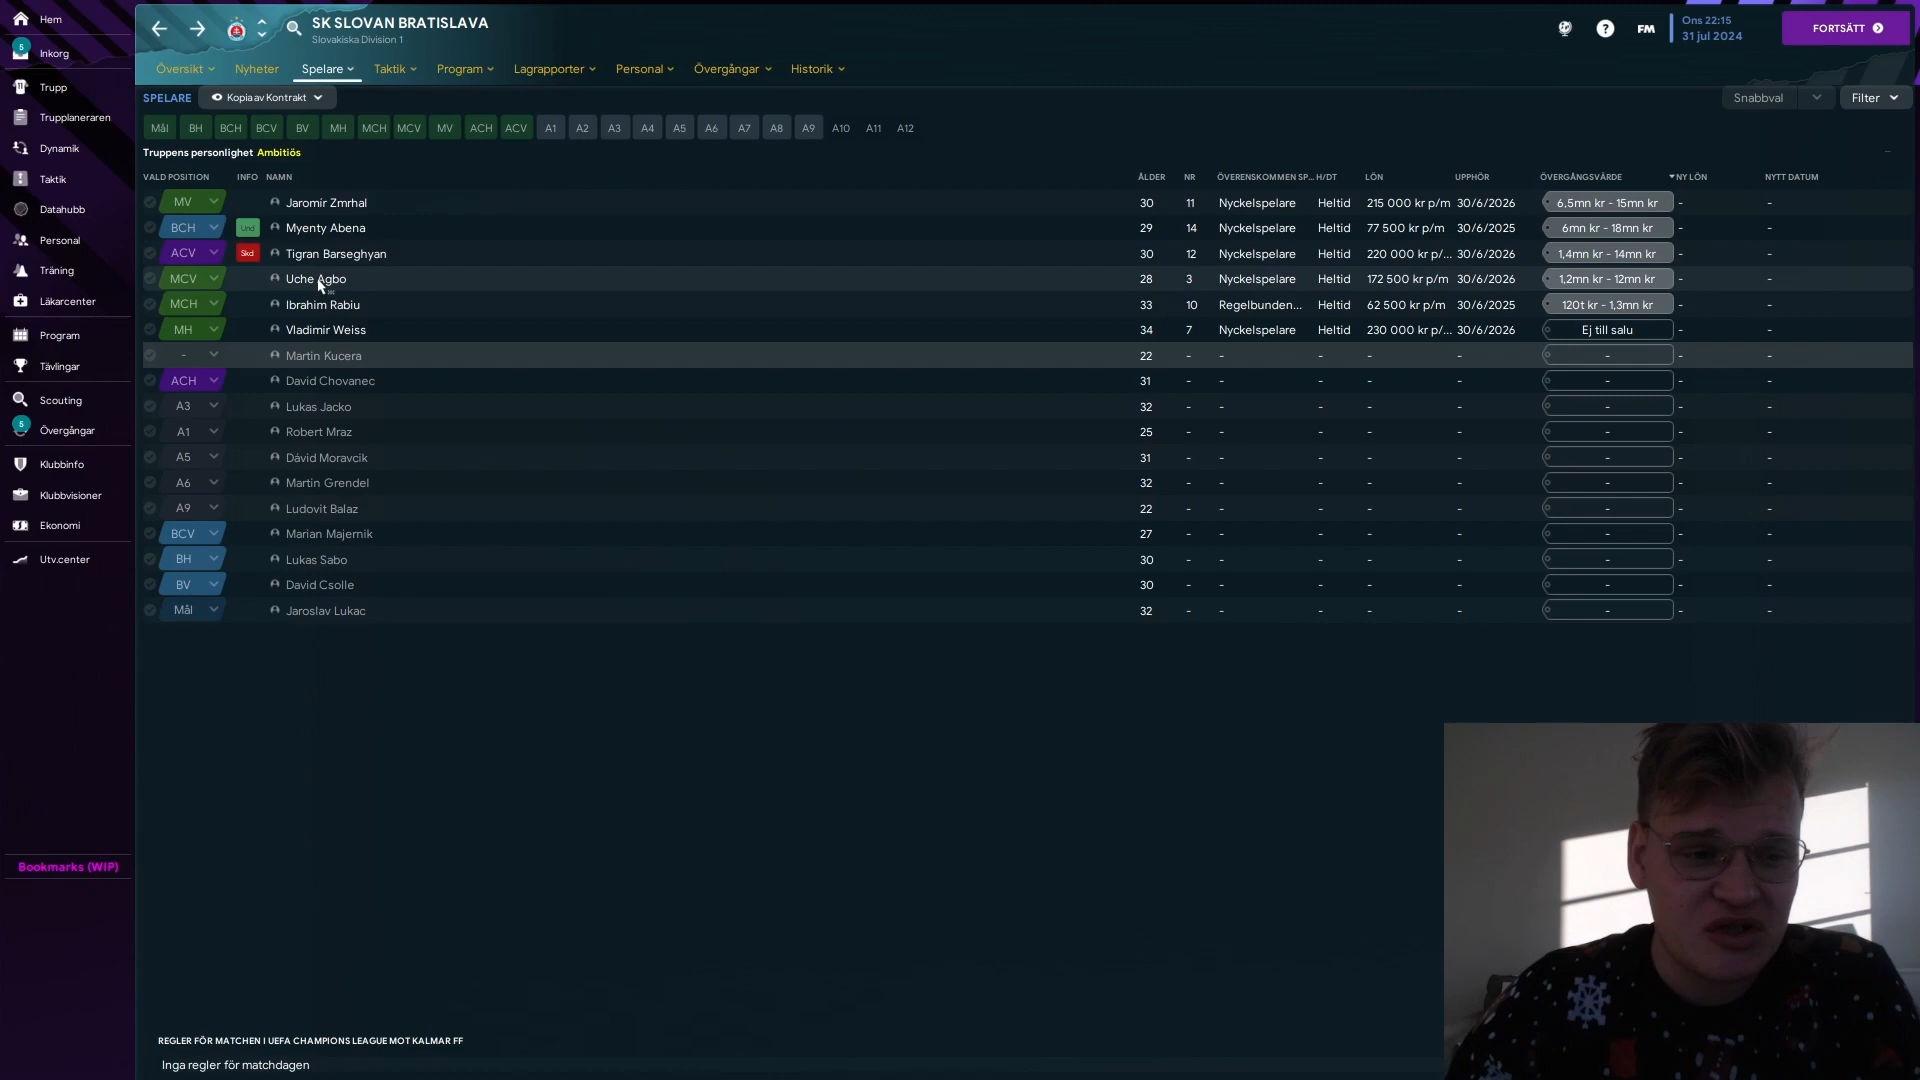 Hem
5
Inkorg
Trupp
Trupplaneraren
Dynamik
Taktik
Datahubb
Personal
Träning
Läkarcenter
Program
Tävlingar
Scouting
5
Övergångar
Klubbinfo
Klubbvisioner
Ekonomi
Utv.center
Bookmarks (WIP)
SK SLOVAN BRATISLAVA
Slovakiska Division 1
? FM Ons 22:15
31 jul 2024
FORTSÄTT
Översikt Nyheter Spelare Taktik Program Lagrapporter Personal Övergångar Historik
SPELARE Kopia av Kontrakt Snabbval Filter
Mål BH BCH BCV BV MH MCH MCV MV ACH ACV A1 A2 A3 A4 A5 A6 A7 A8 A9 A10 A11 A12
Truppens personlighet Ambitiös
VALD POSITION INFO NAMN ÅLDER NR ÖVERENSKOMMEN SP... H/DT LÖN UPPHÖR ÖVERGÅNGSVÄRDE NY LÖN NYTT DATUM
MV Jaromir Zmrhal 30 11 Nyckelspelare Heltid 215 000 kr p/m 30/6/2026 6,5mn kr - 15mn kr - -
BCH Und Myenty Abena 29 14 Nyckelspelare Heltid 77 500 kr p/m 30/6/2025 6mn kr - 18mn kr - -
ACV Skd Tigran Barseghyan 30 12 Nyckelspelare Heltid 220 000 kr p/... 30/6/2026 1,4mn kr - 14mn kr - -
MCV Uche Agbo 28 3 Nyckelspelare Heltid 172 500 kr p/m 30/6/2026 1,2mn kr - 12mn kr - -
MCH Ibrahim Rabiu 33 10 Regelbunden... Heltid 62 500 kr p/m 30/6/2025 120t kr - 1,3mn kr - -
MH Vladimir Weiss 34 7 Nyckelspelare Heltid 230 000 kr p/... 30/6/2026 Ej till salu - -
- Martin Kucera 22 - - - - - - - -
ACH David Chovanec 31 - - - - - - - -
A3 Lukas Jacko 32 - - - - - - - -
A1 Robert Mraz 25 - - - - - - - -
A5 Dávid Moravcik 31 - - - - - - - -
A6 Martin Grendel 32 - - - - - - - -
A9 Ludovit Balaz 22 - - - - - - - -
BCV Marian Majernik 27 - - - - - - - -
BH Lukas Sabo 30 - - - - - - - -
BV David Csolle 30 - - - - - - - -
Mål Jaroslav Lukac 32 - - - - - - - -
REGLER FÖR MATCHEN I UEFA CHAMPIONS LEAGUE MOT KALMAR FF
Inga regler för matchdagen